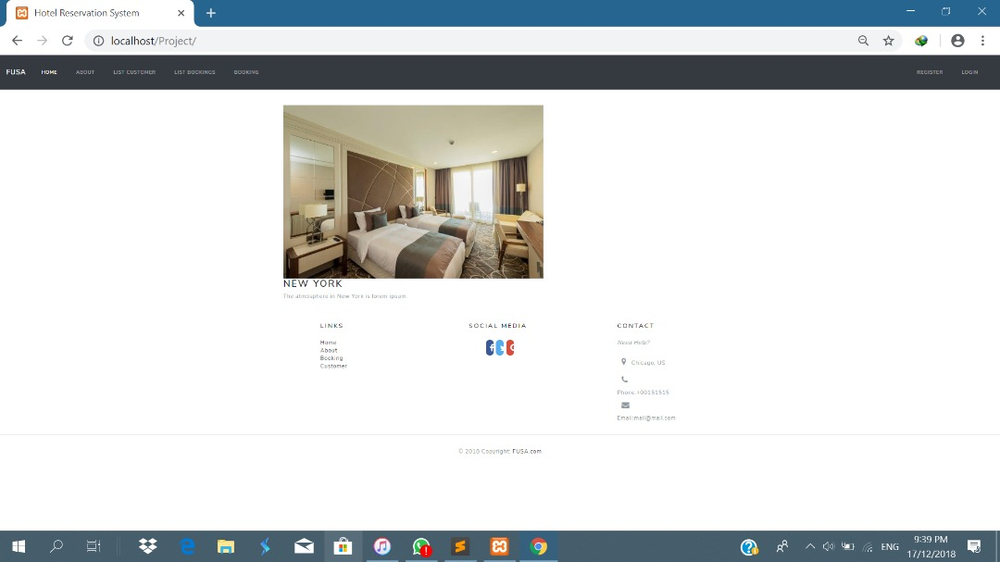 Hotel Reservation System
localhost/Project/
FUSA HOME ABOUT LIST CUSTOMER LIST BOOKINGS BOOKING REGISTER LOGIN
NEW YORK
The atmosphere in New York is lorem ipsum.
LINKS
Home
About
Booking
Customer
SOCIAL MEDIA
CONTACT
Need Help?
Chicago, US
Phone:+00151515
Email:mail@mail.com
© 2018 Copyright: FUSA.com
ENG
9:39 PM
17/12/2018